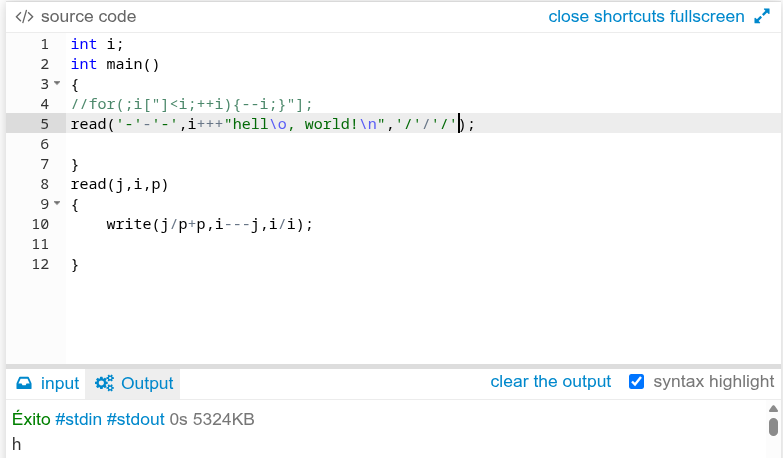 </> source code
close shortcuts fullscreen
1 int i;
2 int main()
3 {
4 //for(;i["]<i;++i){--i;}"];
5 read('-'-'-',i+++"hell\o, world!\n",'/'/'/');
6
7 }
8 read(j,i,p)
9 {
10     write(j/p+p,i---j,i/i);
11
12 }
input Output
clear the output syntax highlight
Éxito #stdin #stdout 0s 5324KB
h